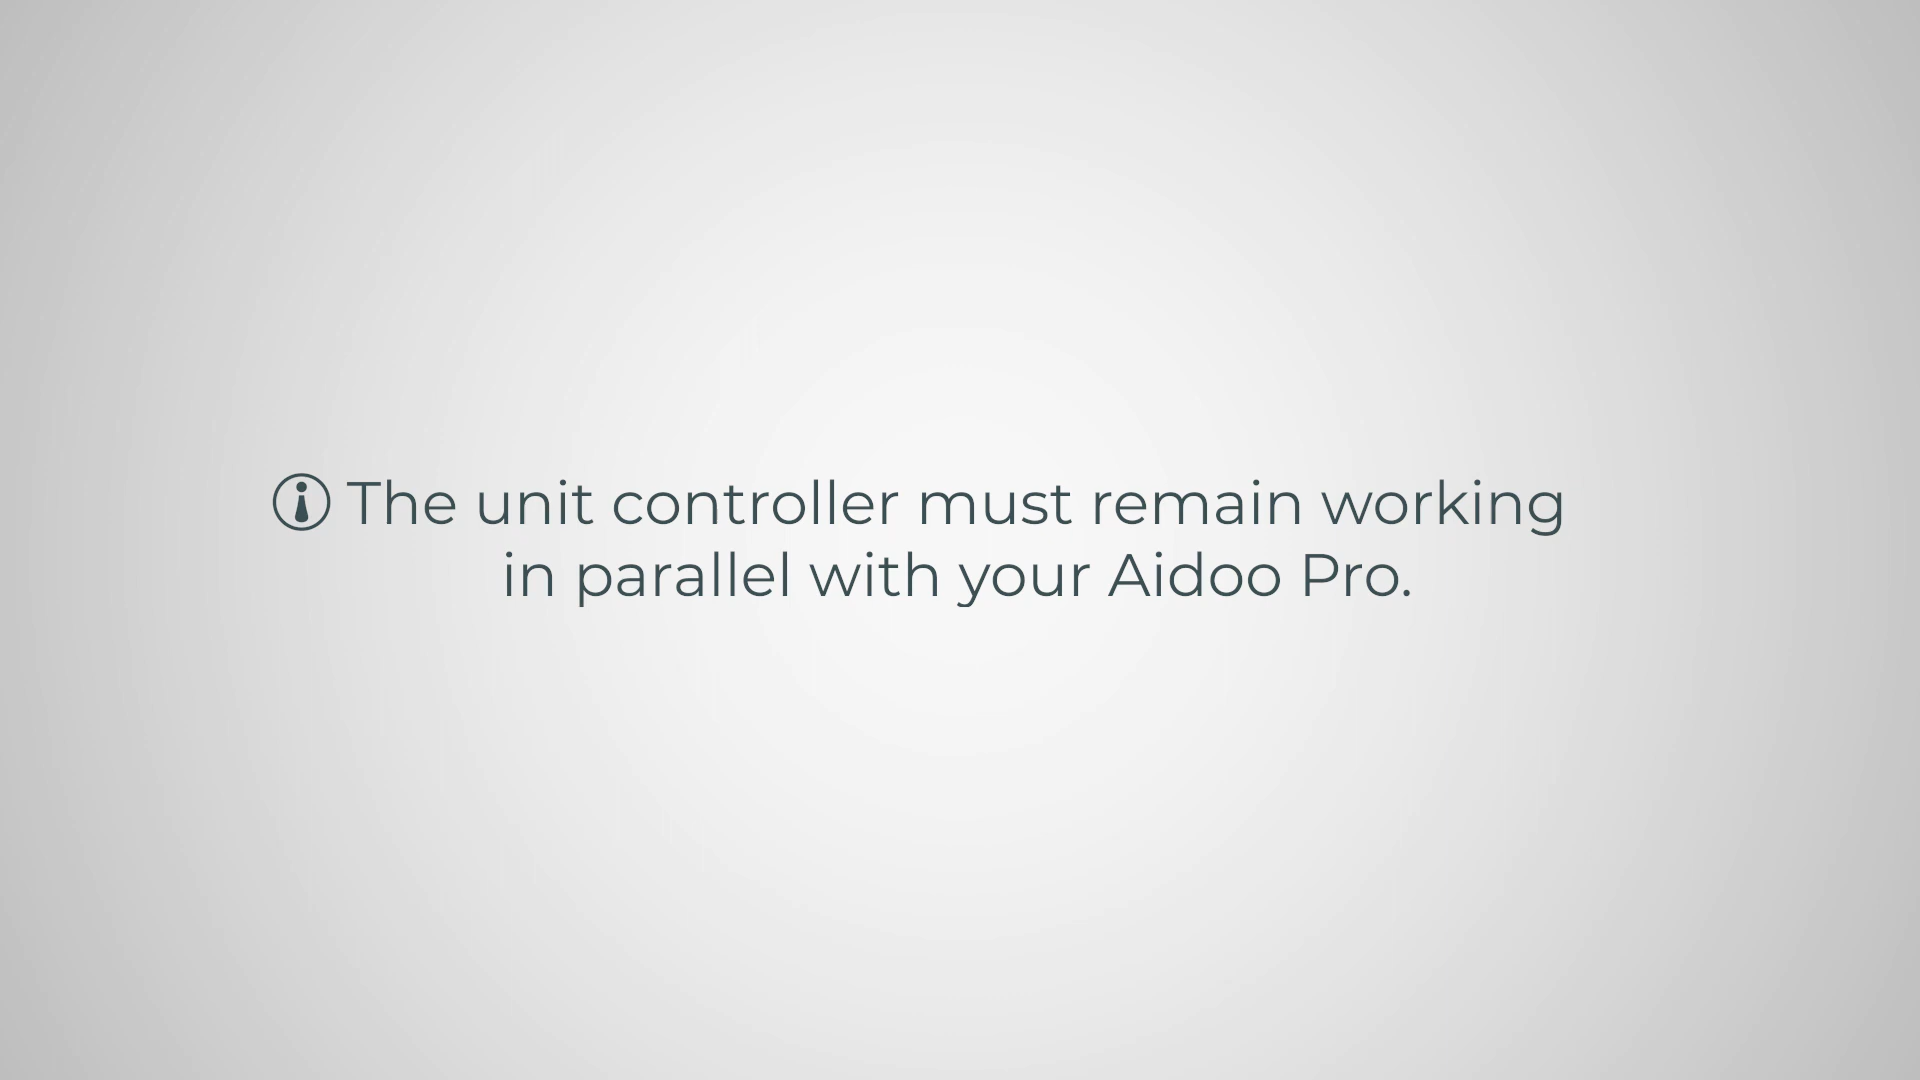 The unit controller must remain working
in parallel with your Aidoo Pro.